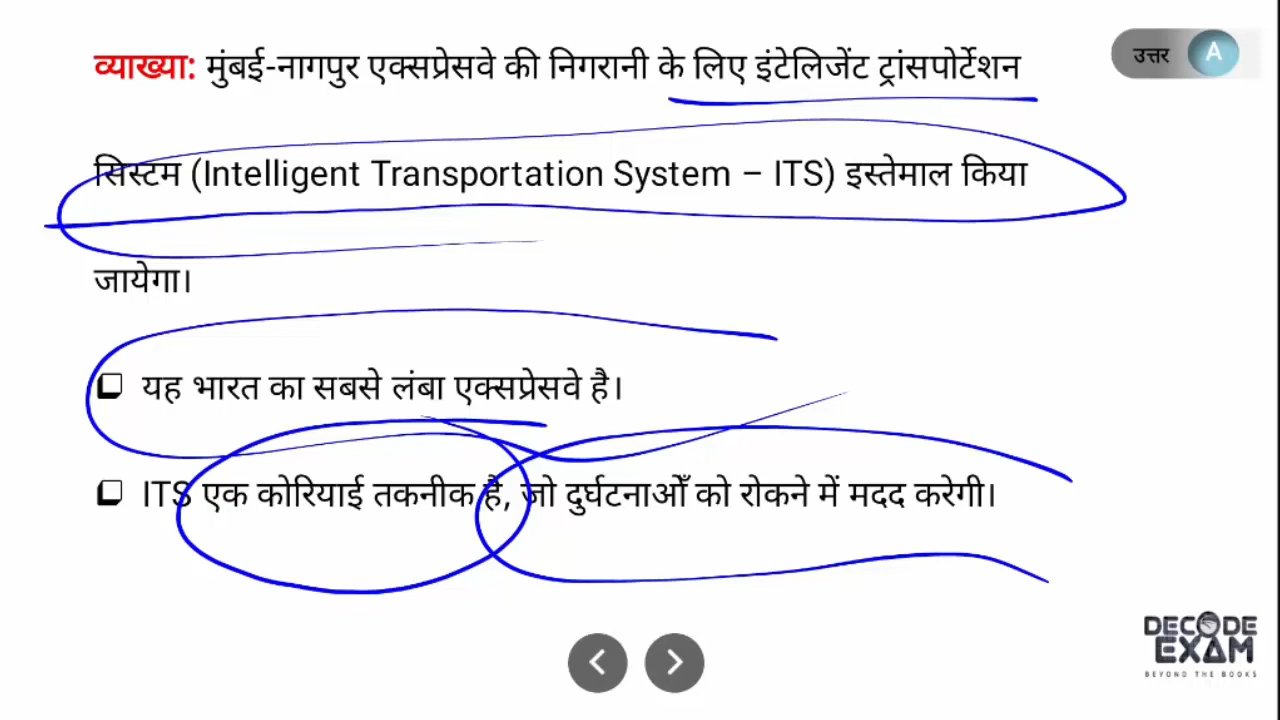 व्याख्या: मुंबई-नागपुर एक्सप्रेसवे की निगरानी के लिए इंटेलिजेंट ट्रांसपोर्टेशन
उत्तर A
सिस्टम (Intelligent Transportation System – ITS) इस्तेमाल किया
जायेगा।
यह भारत का सबसे लंबा एक्सप्रेसवे है।
ITS एक कोरियाई तकनीक है, जो दुर्घटनाओँ को रोकने में मदद करेगी।
DECODE
EXAM
BEYOND THE BOOKS